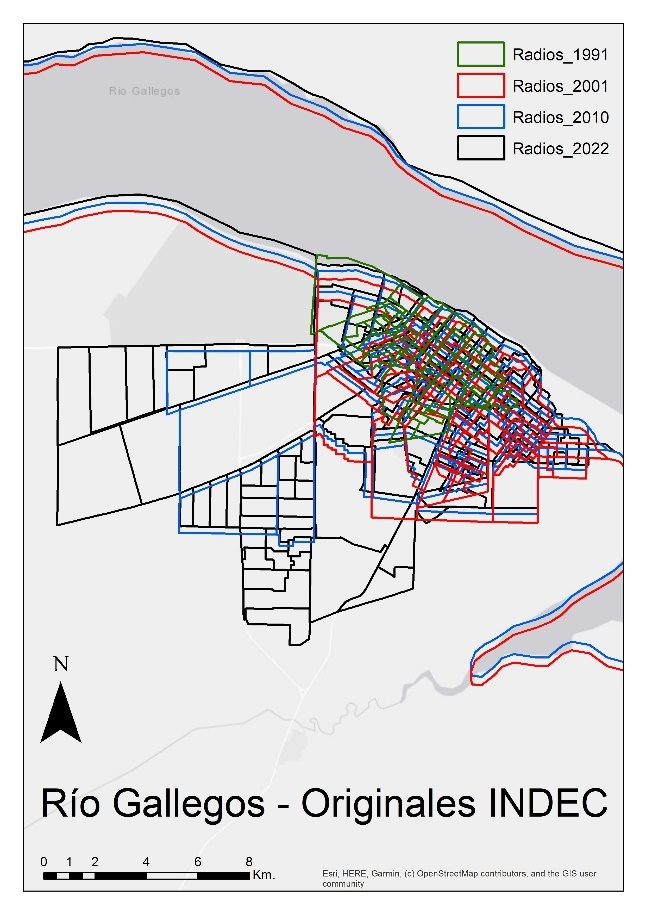 Radios_1991
Radios_2001
Radios_2010
Radios_2022
Río Gallegos
N
Río Gallegos - Originales INDEC
0 1 2 4 6 8
Km.
Esri, HERE, Garmin, (c) OpenStreetMap contributors, and the GIS user
community